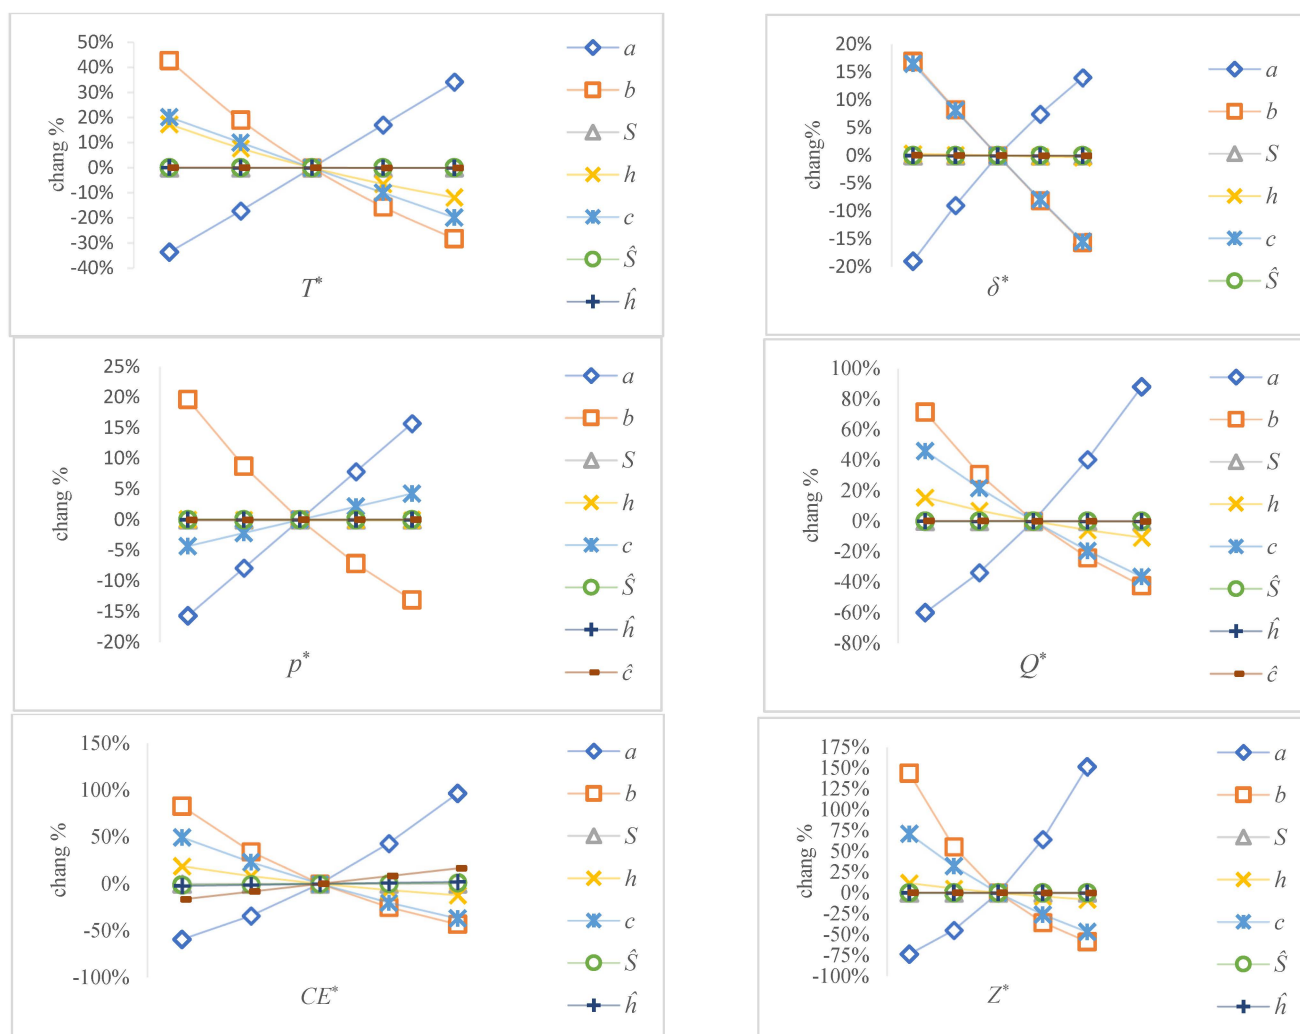 50%
40%
30%
20%
10%
0%
-10%
-20%
-30%
-40%
chang %
T*
a
b
S
h
c
Ŝ
ĥ
20%
15%
10%
5%
0%
-5%
-10%
-15%
-20%
chang%
δ*
a
b
S
h
c
Ŝ
25%
20%
15%
10%
5%
0%
-5%
-10%
-15%
-20%
chang %
p*
a
b
S
h
c
Ŝ
ĥ
ĉ
100%
80%
60%
40%
20%
0%
-20%
-40%
-60%
-80%
chang %
Q*
a
b
S
h
c
Ŝ
ĥ
ĉ
150%
100%
50%
0%
-50%
-100%
chang %
CE*
a
b
S
h
c
Ŝ
ĥ
175%
150%
125%
100%
75%
50%
25%
0%
-25%
-50%
-75%
-100%
chang %
Z*
a
b
S
h
c
Ŝ
ĥ